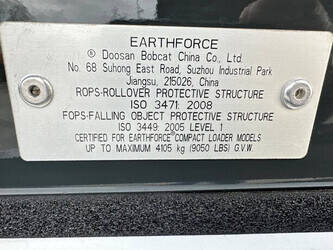 EARTHFORCE
® Doosan Bobcat China Co., Ltd
No. 68 Suhong East Road, Suzhou Industrial Park
Jiangsu, 215026, China
ROPS-ROLLOVER PROTECTIVE STRUCTURE
ISO 3471: 2008
FOPS-FALLING OBJECT PROTECTIVE STRUCTURE
ISO 3449: 2005 LEVEL 1
CERTIFIED FOR EARTHFORCE COMPACT LOADER MODELS
UP TO MAXIMUM 4105 kg (9050 LBS) G.V.W.